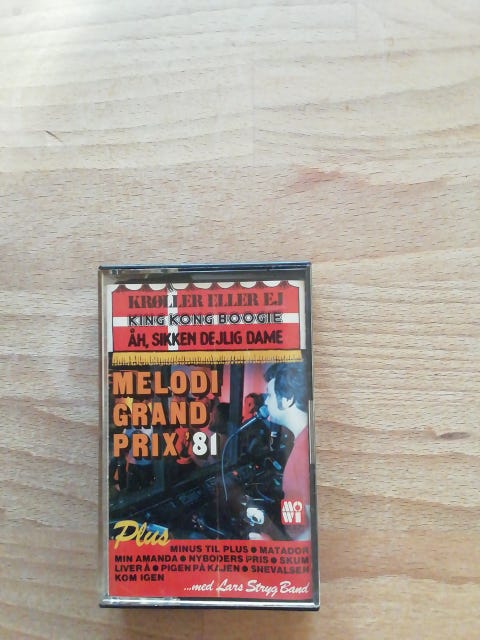 KRØLLER ELLER EJ
KING KONG BOOGIE
ÅH, SIKKEN DEJLIG DAME
MELODI
GRAND
PRIX '81
MOWI
Plus
MINUS TIL PLUS ● MATADOR
MIN AMANDA ● NYBODERS PRIS ● SKUM
LIVER Å ● PIGEN PÅ KAJEN ● SNEVALSEN
KOM IGEN
...med Lars Stryg Band